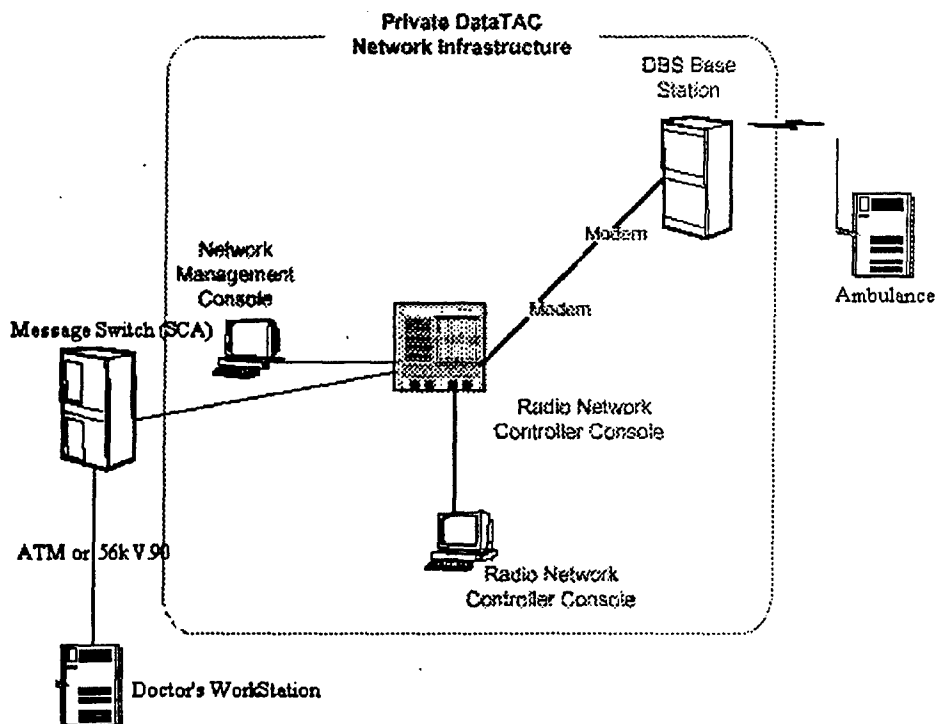 Private DataTAC
Network Infrastructure
DBS Base
Station
Modem
Modem
Ambulance
Network
Management
Console
Message Switch (SCA)
Radio Network
Controller Console
ATM or 56k V.90
Radio Network
Controller Console
Doctor's WorkStation